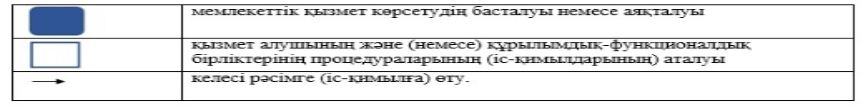 мемлекеттік қызмет көрсетудің басталуы немесе аяқталуы
қызмет алушының және (немесе) құрылымдық-функционалдық
бірліктерінің процедураларының (іс-қимылдарының) аталуы
келесі рәсімге (іс-қимылға) өту.